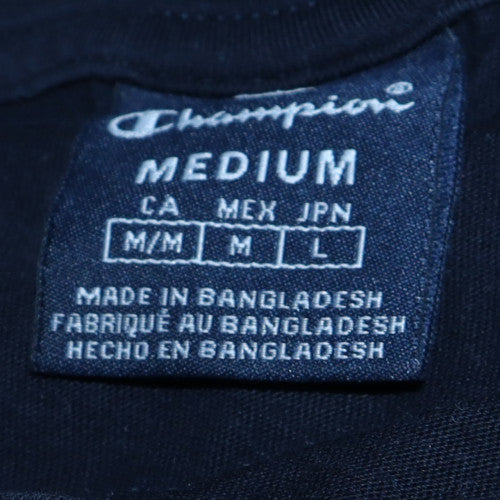 Champion®
MEDIUM
CA MEX JPN
M/M M L
MADE IN BANGLADESH
FABRIQUÉ AU BANGLADESH
HECHO EN BANGLADESH